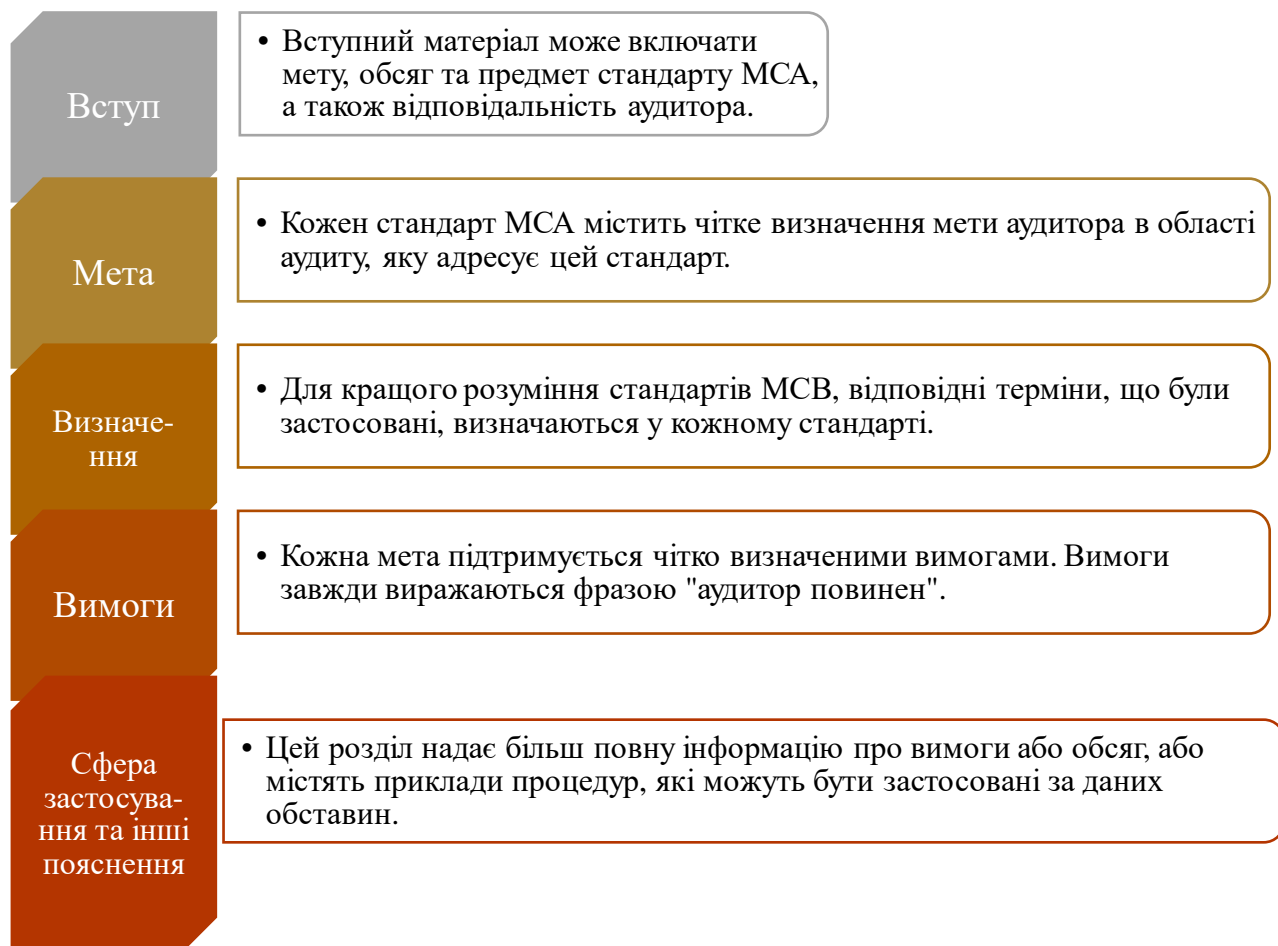 Вступ
• Вступний матеріал може включати
мету, обсяг та предмет стандарту МСА,
а також відповідальність аудитора.
Мета
• Кожен стандарт МСА містить чітке визначення мети аудитора в області
аудиту, яку адресує цей стандарт.
Визначе-
ння
• Для кращого розуміння стандартів МСВ, відповідні терміни, що були
застосовані, визначаються у кожному стандарті.
Вимоги
• Кожна мета підтримується чітко визначеними вимогами. Вимоги
завжди виражаються фразою "аудитор повинен".
Сфера
застосува-
ння та інші
пояснення
• Цей розділ надає більш повну інформацію про вимоги або обсяг, або
містять приклади процедур, які можуть бути застосовані за даних
обставин.